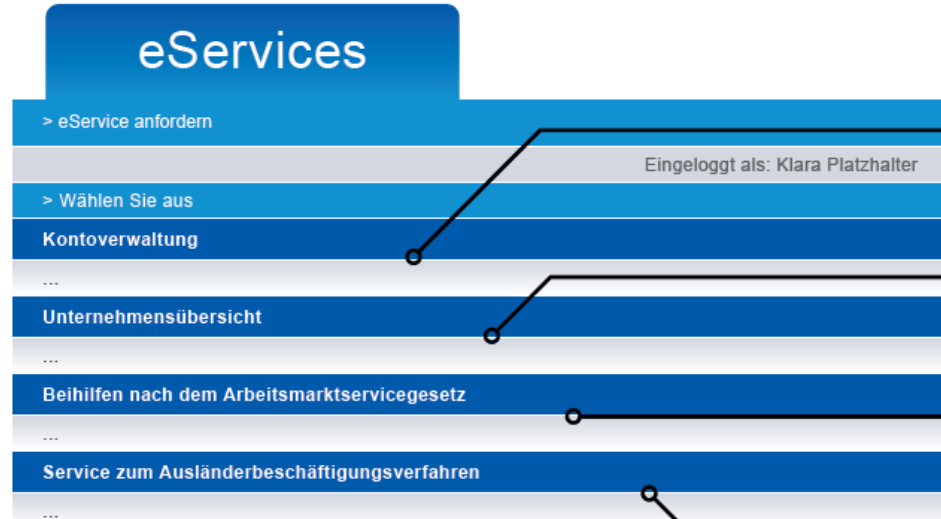 eServices
> eService anfordern
Eingeloggt als: Klara Platzhalter
> Wählen Sie aus
Kontoverwaltung
...
Unternehmensübersicht
...
Beihilfen nach dem Arbeitsmarktservicegesetz
...
Service zum Ausländerbeschäftigungsverfahren
...